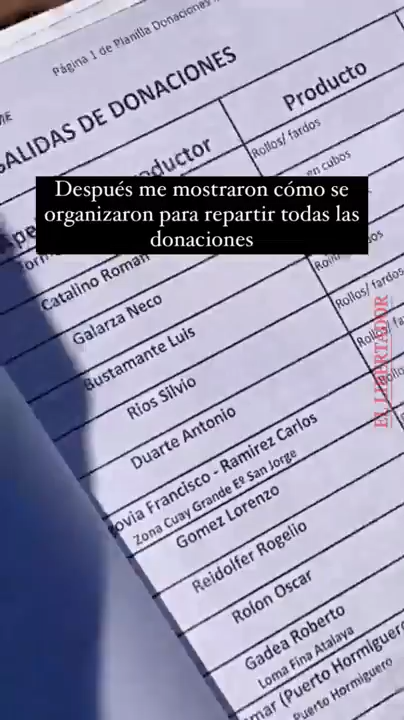 Página 1 de Planilla Donaciones
SALIDAS DE DONACIONES
Producto
Rollos/ fardos
en cubos
Después me mostraron cómo se
organizaron para repartir todas las
donaciones
Catalino Roman
Galarza Neco
Bustamante Luis
Rollos/ fardos
Rios Silvio
Duarte Antonio
ovia Francisco - Ramirez Carlos
Zona Cuay Grande Eº San Jorge
Gomez Lorenzo
Reidolfer Rogelio
Rolon Oscar
Gadea Roberto
Loma Fina Atalaya
mar (Puerto Hormiguero
Puerto Hormiguero
EL LIBERTADOR